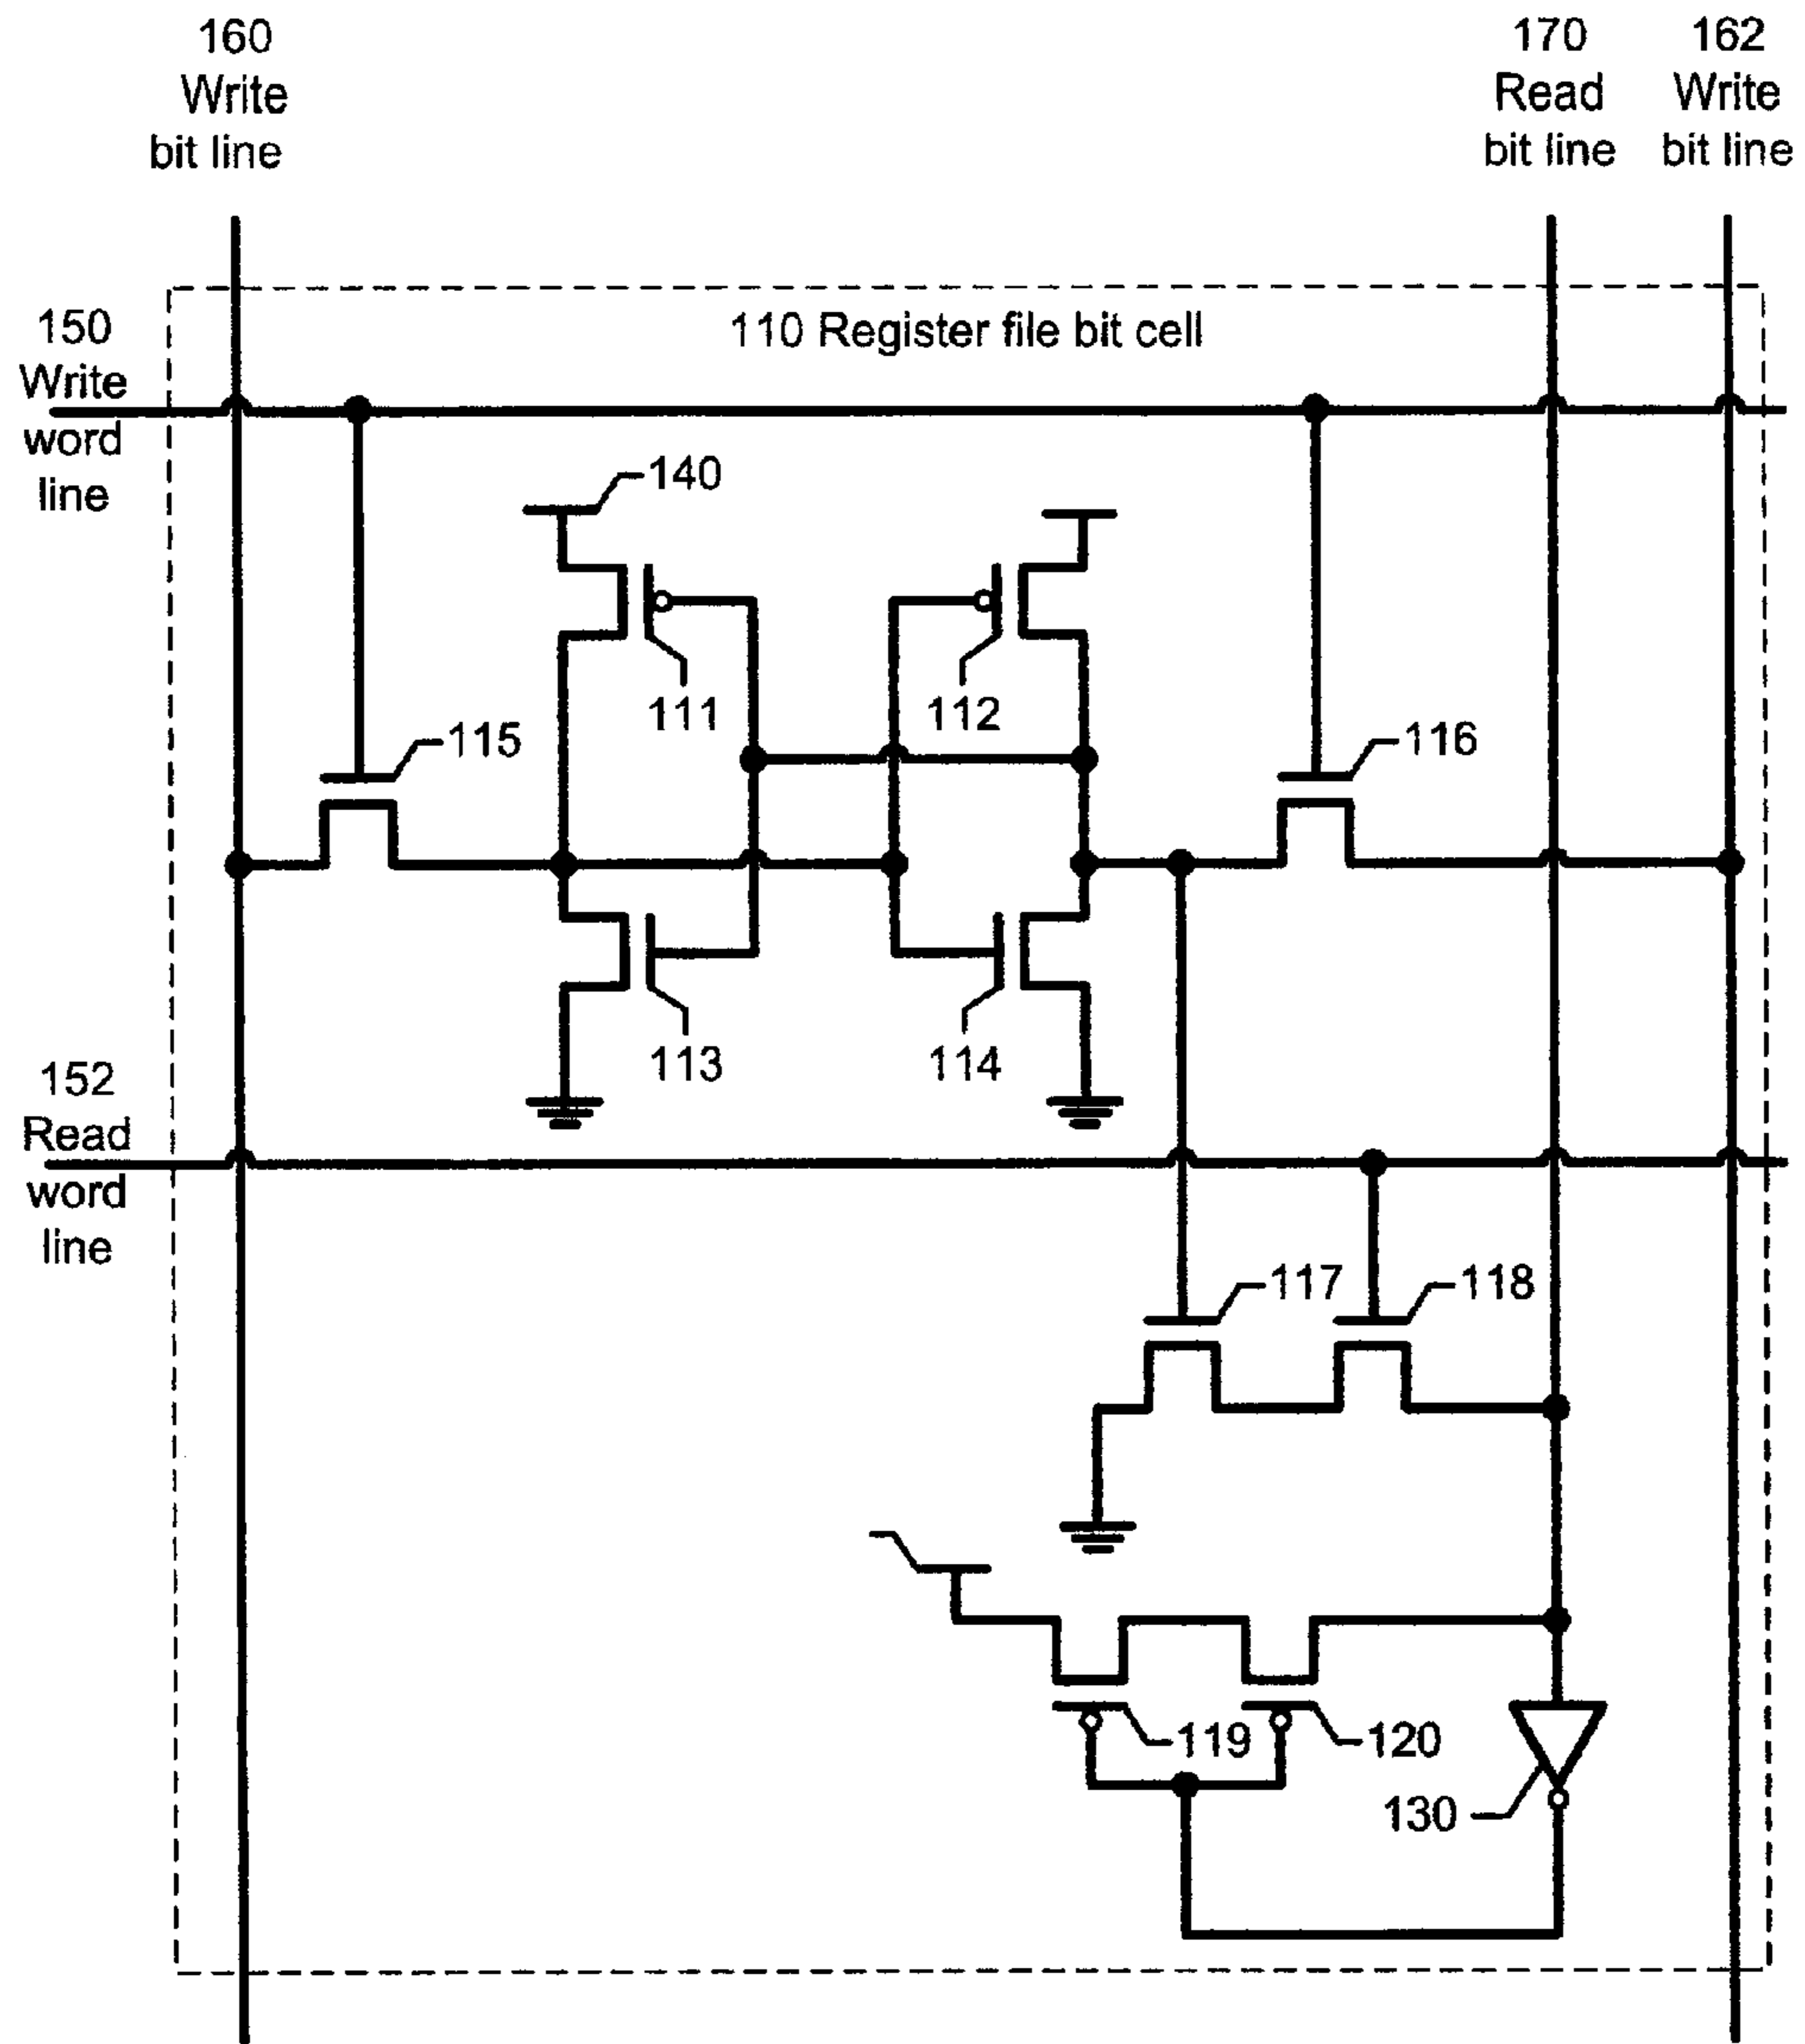 160
Write
bit line
170
Read
bit line
162
Write
bit line
150
Write
word
line
110 Register file bit cell
140
111
112
115
116
113
114
152
Read
word
line
117
118
119
120
130